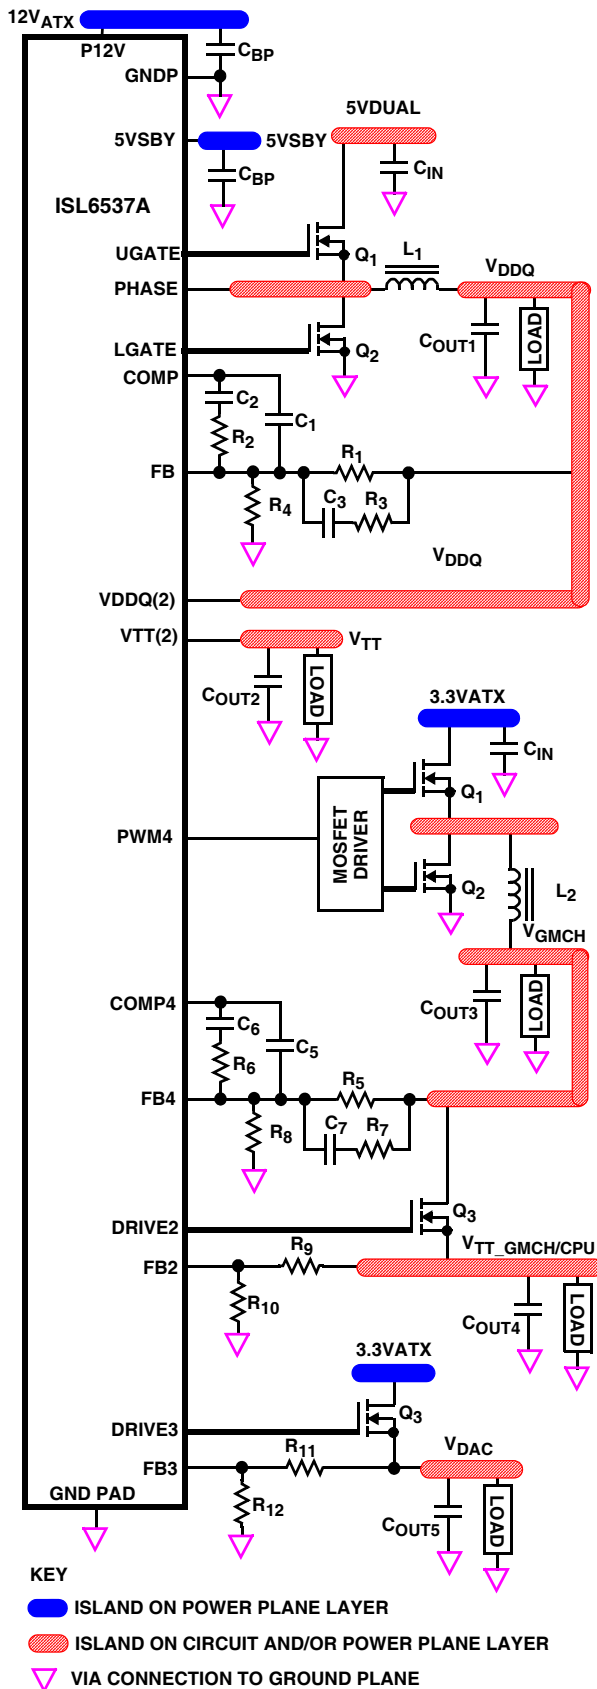 12VATX
P12V
CBP
GNDP
5VDUAL
5VSBY
5VSBY
CIN
CBP
ISL6537A
UGATE
Q1
L1
PHASE
VDDQ
LGATE
Q2
COUT1
LOAD
COMP
C2
C1
R2
R1
FB
R4
C3
R3
VDDQ
VDDQ(2)
VTT(2)
VTT
COUT2
LOAD
3.3VATX
CIN
Q1
PWM4
MOSFET
DRIVER
Q2
L2
VGMCH
COMP4
COUT3
LOAD
C6
C5
R6
R5
FB4
R8
C7
R7
Q3
DRIVE2
R9
VTT_GMCH/CPU
FB2
R10
COUT4
LOAD
3.3VATX
Q3
DRIVE3
R11
VDAC
FB3
GND PAD
R12
COUT5
LOAD
KEY
ISLAND ON POWER PLANE LAYER
ISLAND ON CIRCUIT AND/OR POWER PLANE LAYER
VIA CONNECTION TO GROUND PLANE